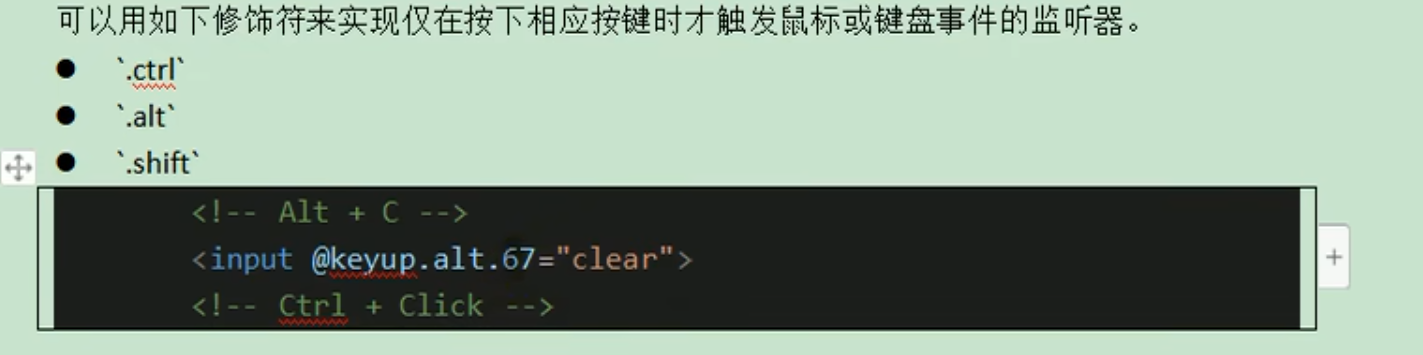 可以用如下修饰符来实现仅在按下相应按键时才触发鼠标或键盘事件的监听器。
● `.ctrl`
● `.alt`
● `.shift`
<!-- Alt + C -->
<input @keyup.alt.67="clear">
<!-- Ctrl + Click -->